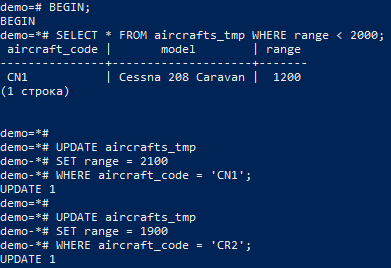 demo=# BEGIN;
BEGIN
demo=*# SELECT * FROM aircrafts_tmp WHERE range < 2000;
 aircraft_code |        model        | range
---------------+---------------------+-------
 CN1           | Cessna 208 Caravan |  1200
(1 строка)
demo=*#
demo=*# UPDATE aircrafts_tmp
demo-*# SET range = 2100
demo-*# WHERE aircraft_code = 'CN1';
UPDATE 1
demo=*#
demo=*# UPDATE aircrafts_tmp
demo-*# SET range = 1900
demo-*# WHERE aircraft_code = 'CR2';
UPDATE 1